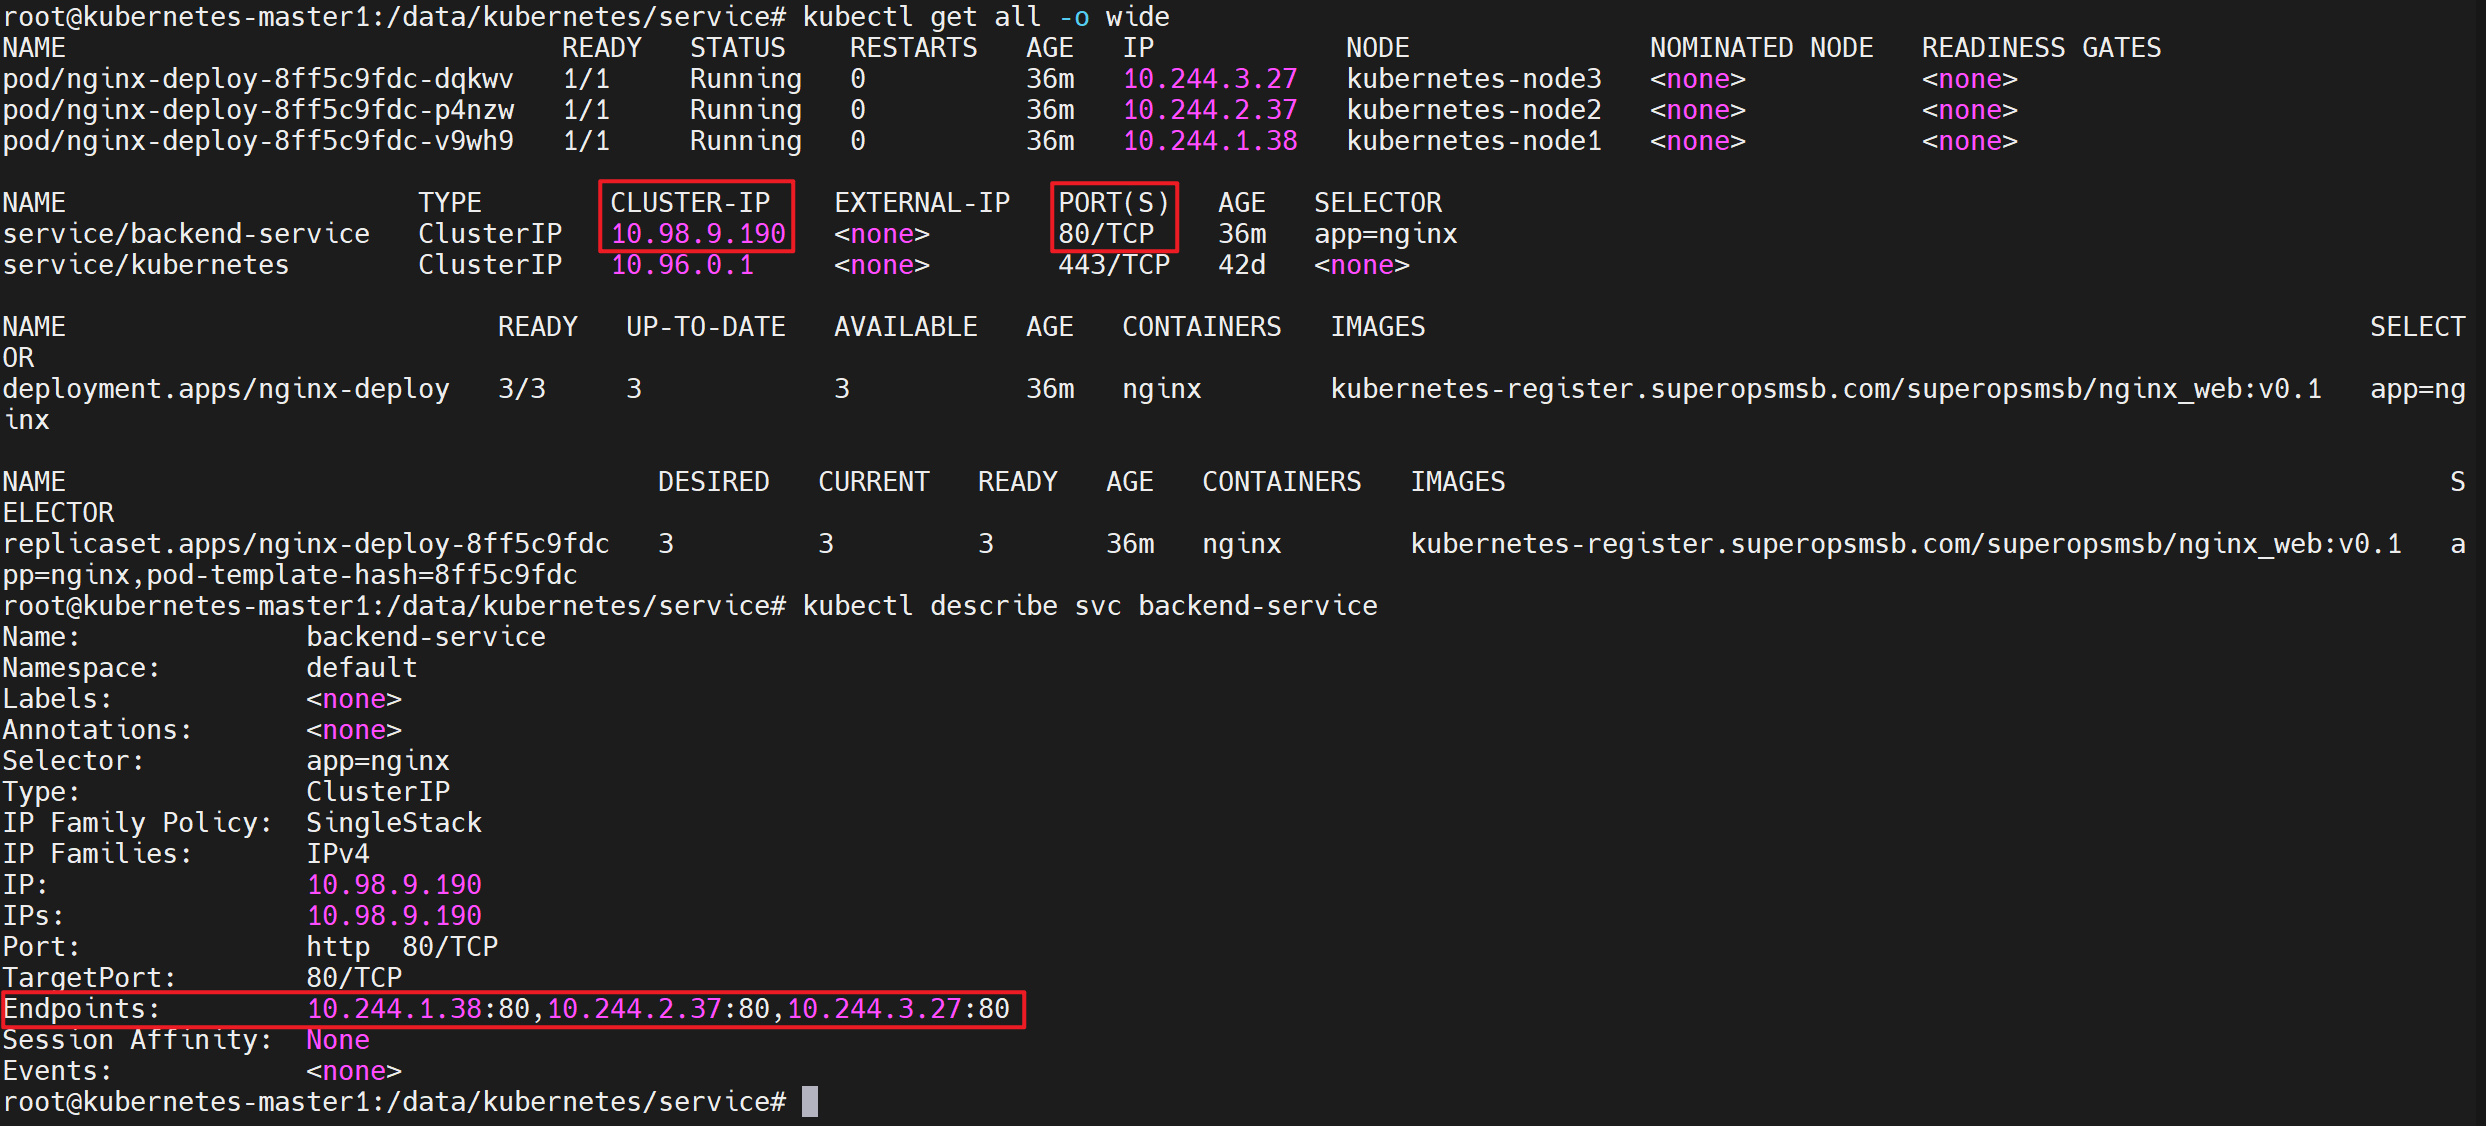 root@kubernetes-master1:/data/kubernetes/service# kubectl get all -o wide
NAME                               READY   STATUS    RESTARTS   AGE   IP            NODE               NOMINATED NODE   READINESS GATES
pod/nginx-deploy-8ff5c9fdc-dqkwv   1/1     Running   0          36m   10.244.3.27   kubernetes-node3   <none>           <none>
pod/nginx-deploy-8ff5c9fdc-p4nzw   1/1     Running   0          36m   10.244.2.37   kubernetes-node2   <none>           <none>
pod/nginx-deploy-8ff5c9fdc-v9wh9   1/1     Running   0          36m   10.244.1.38   kubernetes-node1   <none>           <none>

NAME                      TYPE        CLUSTER-IP    EXTERNAL-IP   PORT(S)   AGE   SELECTOR
service/backend-service   ClusterIP   10.98.9.190   <none>        80/TCP    36m   app=nginx
service/kubernetes        ClusterIP   10.96.0.1     <none>        443/TCP   42d   <none>

NAME                           READY   UP-TO-DATE   AVAILABLE   AGE   CONTAINERS   IMAGES                                                           SELECT
OR
deployment.apps/nginx-deploy   3/3     3            3           36m   nginx        kubernetes-register.superopsmsb.com/superopsmsb/nginx_web:v0.1   app=ng
inx

NAME                                     DESIRED   CURRENT   READY   AGE   CONTAINERS   IMAGES                                                           S
ELECTOR
replicaset.apps/nginx-deploy-8ff5c9fdc   3         3         3       36m   nginx        kubernetes-register.superopsmsb.com/superopsmsb/nginx_web:v0.1   a
pp=nginx,pod-template-hash=8ff5c9fdc
root@kubernetes-master1:/data/kubernetes/service# kubectl describe svc backend-service
Name:              backend-service
Namespace:         default
Labels:            <none>
Annotations:       <none>
Selector:          app=nginx
Type:              ClusterIP
IP Family Policy:  SingleStack
IP Families:       IPv4
IP:                10.98.9.190
IPs:               10.98.9.190
Port:              http  80/TCP
TargetPort:        80/TCP
Endpoints:         10.244.1.38:80,10.244.2.37:80,10.244.3.27:80
Session Affinity:  None
Events:            <none>
root@kubernetes-master1:/data/kubernetes/service#